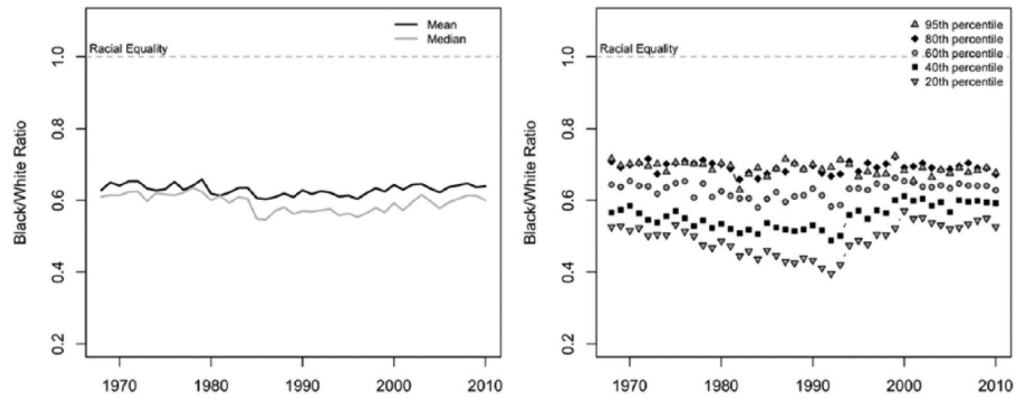 Mean
Median
Racial Equality
1.0
0.8
0.6
0.4
0.2
Black/White Ratio
1970
1980
1990
2000
2010
95th percentile
80th percentile
60th percentile
40th percentile
20th percentile
Racial Equality
1.0
0.8
0.6
0.4
0.2
Black/White Ratio
1970
1980
1990
2000
2010